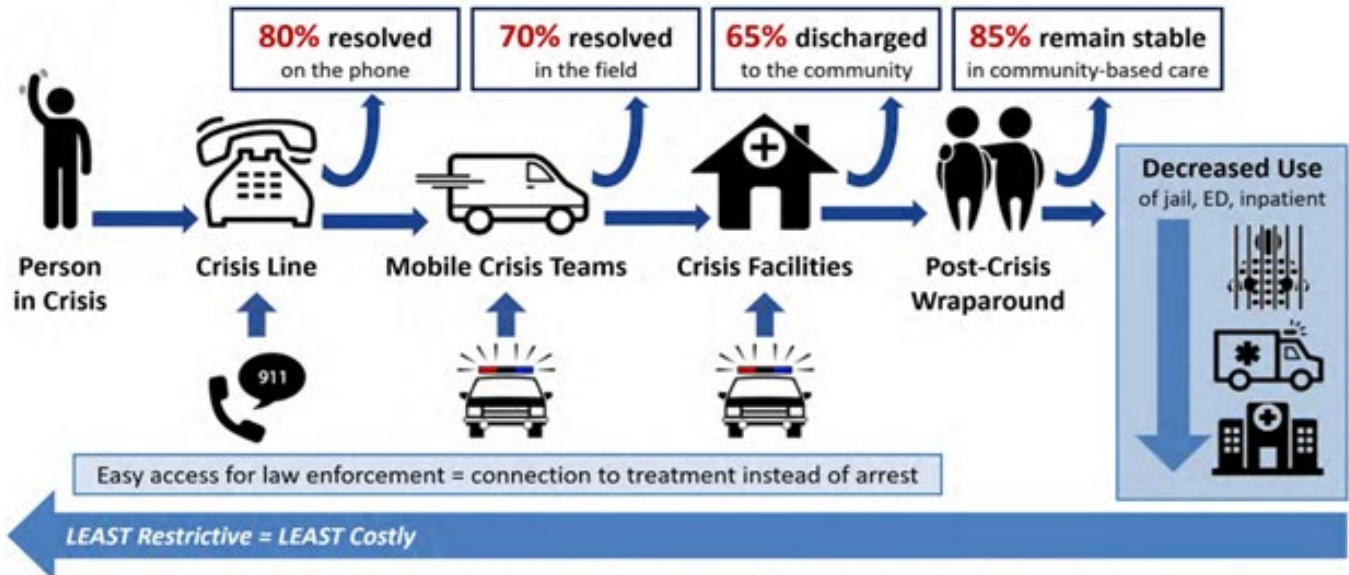 80% resolved
on the phone
70% resolved
in the field
65% discharged
to the community
85% remain stable
in community-based care
Decreased Use
of jail, ED, inpatient
Person
in Crisis
Crisis Line
Mobile Crisis Teams
Crisis Facilities
Post-Crisis
Wraparound
911
Easy access for law enforcement = connection to treatment instead of arrest
LEAST Restrictive = LEAST Costly